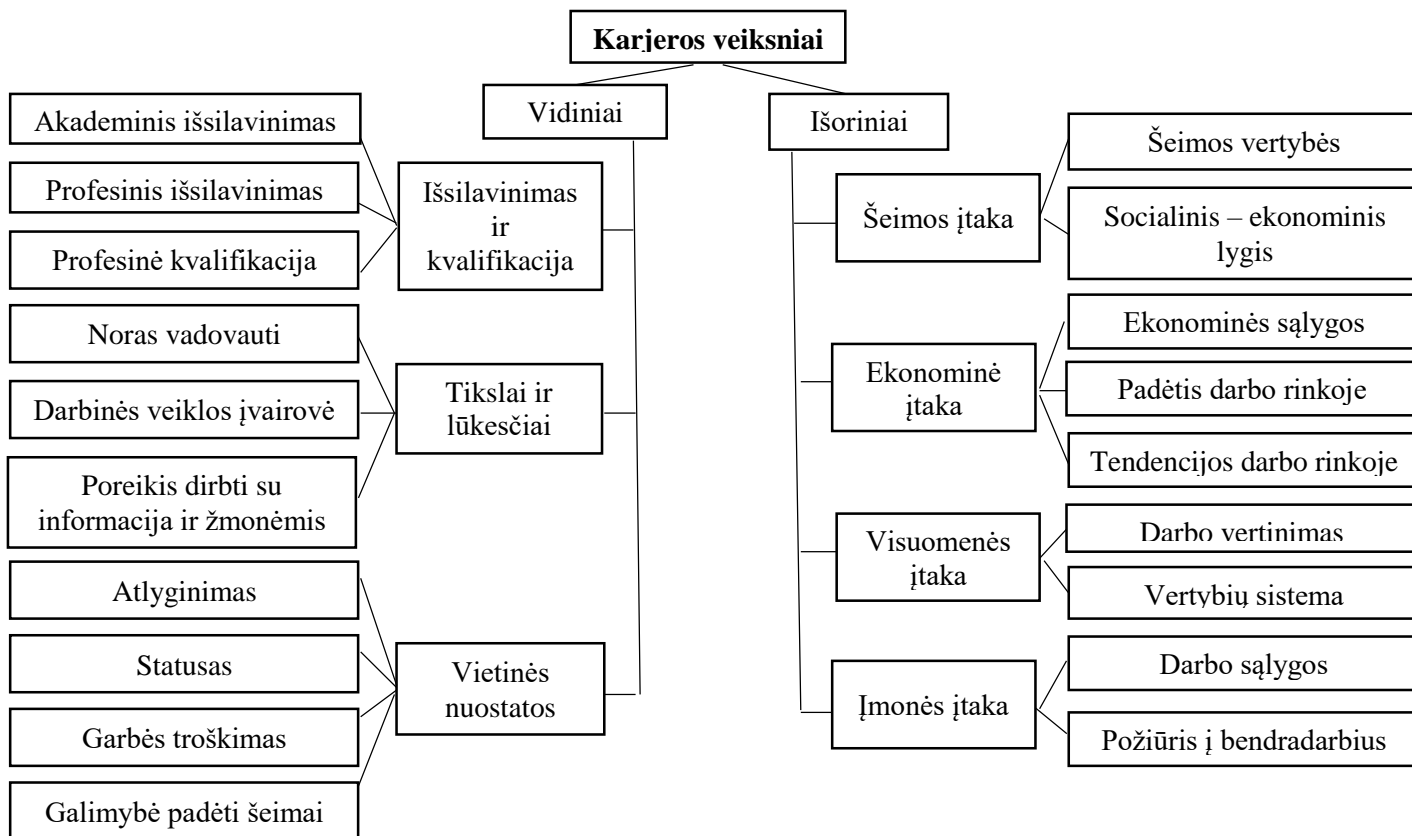 Karjeros veiksniai
Vidiniai
Akademinis išsilavinimas
Profesinis išsilavinimas
Profesinė kvalifikacija
Išsilavinimas
ir
kvalifikacija
Noras vadovauti
Darbinės veiklos įvairovė
Poreikis dirbti su
informacija ir žmonėmis
Tikslai ir
lūkesčiai
Atlyginimas
Statusas
Garbės troškimas
Galimybė padėti šeimai
Vietinės
nuostatos
Išoriniai
Šeimos įtaka
Šeimos vertybės
Socialinis – ekonominis
lygis
Ekonominė
įtaka
Ekonominės sąlygos
Padėtis darbo rinkoje
Tendencijos darbo rinkoje
Visuomenės
įtaka
Darbo vertinimas
Vertybių sistema
Įmonės įtaka
Darbo sąlygos
Požiūris į bendradarbius